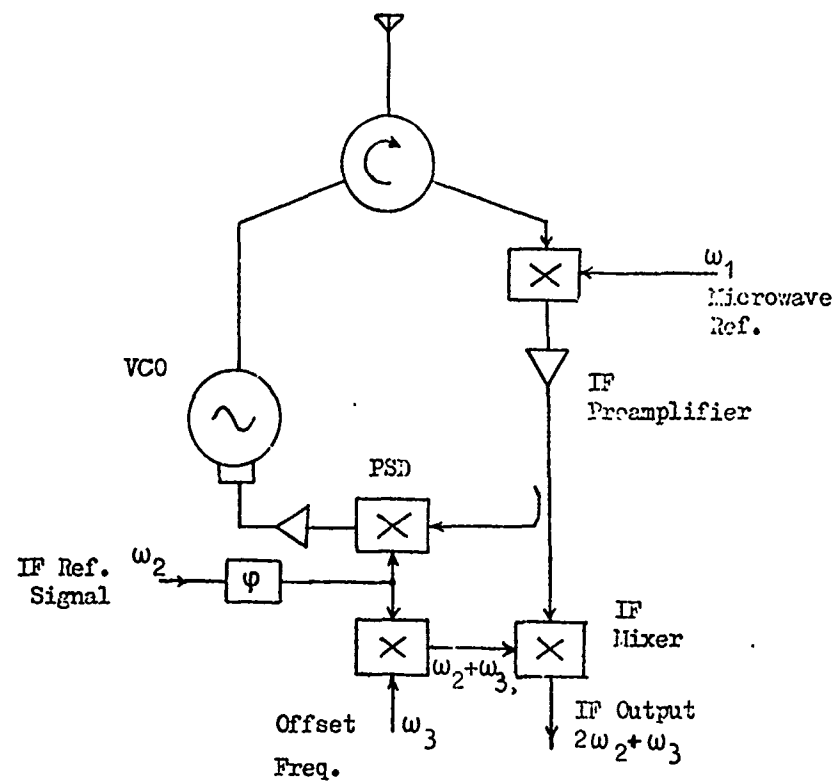 ω1
Microwave
Ref.
VCO
IF
Preamplifier
PSD
IF Ref.
Signal
ω2
φ
IF
Mixer
ω2+ω3,
Offset
Freq.
ω3
IF Output
2ω2+ω3